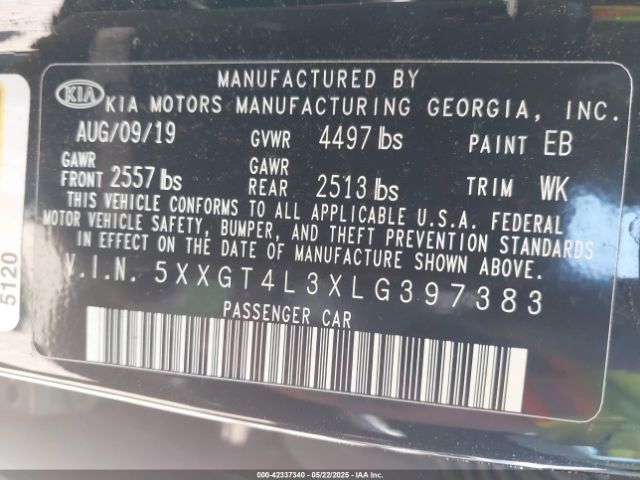 MANUFACTURED BY
KIA KIA MOTORS MANUFACTURING GEORGIA, INC.
AUG/09/19 GVWR 4497 lbs PAINT EB
GAWR FRONT 2557 lbs GAWR REAR 2513 lbs TRIM WK
THIS VEHICLE CONFORMS TO ALL APPLICABLE U.S.A. FEDERAL
MOTOR VEHICLE SAFETY, BUMPER, AND THEFT PREVENTION STANDARDS
IN EFFECT ON THE DATE OF MANUFACTURE SHOWN ABOVE.
V.I.N. 5XXGT4L3XLG397383
PASSENGER CAR
5120
000-42337340 — 05/22/2025 — IAAI.COM